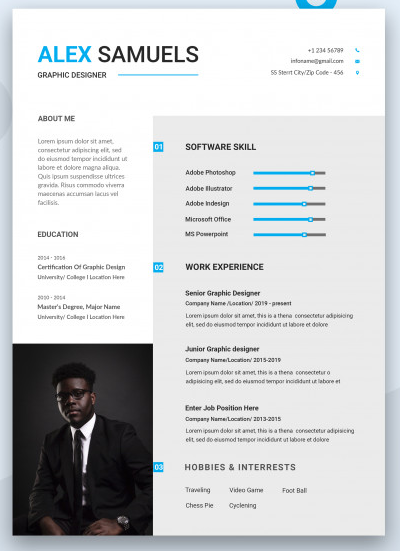 ALEX SAMUELS
GRAPHIC DESIGNER
+1 234 56789
infoname@gmail.com
55 Sterrt City/Zip Code - 456
ABOUT ME
Lorem ipsum dolor sit amet,
consectetur adipiscing elit, sed
do eiusmod tempor incididunt ut
labore et dolore magna aliqua.
Quis ipsum suspendisse ultrices
gravida. Risus commodo viverra
maecenas accumsan lacus vel
facilisis.
EDUCATION
2014 - 2016
Certification Of Graphic Design
University/ College I Location Here
2010 - 2014
Master's Degree, Major Name
University/ College I Location Here
01 SOFTWARE SKILL
Adobe Photoshop
Adobe Illustrator
Adobe Indesign
Microsoft Office
MS Powerpoint
02 WORK EXPERIENCE
Senior Graphic Designer
Company Name /Location/ 2019 - present
Lorem ipsum dolor sit amet, this is a thena consectetur adipiscing
elit, sed do eiusmod tempor incididunt ut labore et dolore
Junior Graphic designer
Company Name/Location/ 2015-2019
Lorem ipsum dolor sit amet, this is a thena consectetur o
adipisicing elit, sed do eiusmod tempor incididunt ut labore et
Enter Job Position Here
Company Name/Location/ 2013-2015
Lorem ipsum dolor sit amet, this is a thena consectetur adipiscing
elit, sed do eiusmod tempor incididunt ut labore et dolore
03 HOBBIES & INTERRESTS
Traveling Video Game Foot Ball
Chess Pie Cyclening